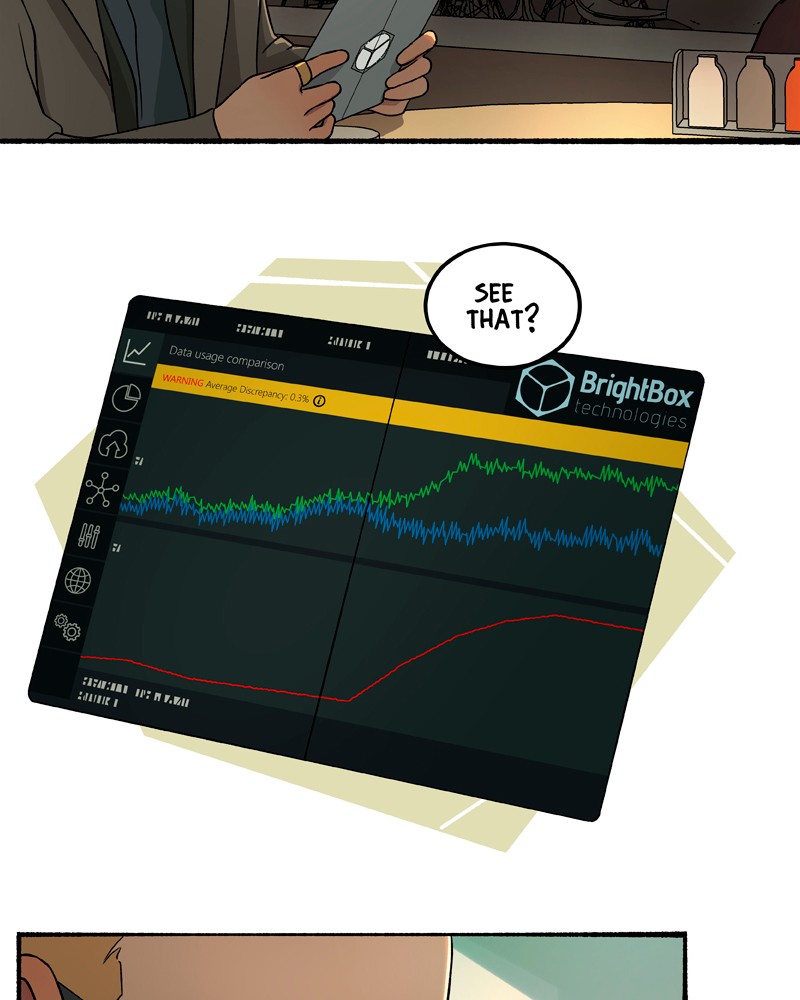 SEE
THAT?
Data usage comparison
WARNING Average Discrepancy: 0.3%
BrightBox
technologies